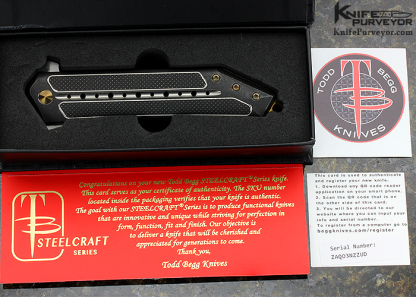 KNIFE
PURVEYOR
KnifePurveyor.com
TODD BEGG
KNIVES
Congratulations on your new Todd Begg STEELCRAFT Series knife.
This card serves as your certificate of authenticity. The SKU number
located inside the packaging verifies that your knife is authentic.
The goal with our STEELCRAFT Series is to produce functional knives
that are innovative and unique while striving for perfection in
form, function, fit and finish. Our objective is
to deliver a knife that will be cherished and
appreciated for generations to come.
Thank you,
Todd Begg Knives
STEELCRAFT
SERIES
This card is used to authenticate
and register your new knife.
1. Download any QR code reader
application on your smart phone.
2. Scan the QR code that is on
the other side of this card.
3. You will be directed to our
website where you can input your
info and serial number.
To register from a computer go to
beggknives.com/register
Serial Number:
ZAQO3NZZUD